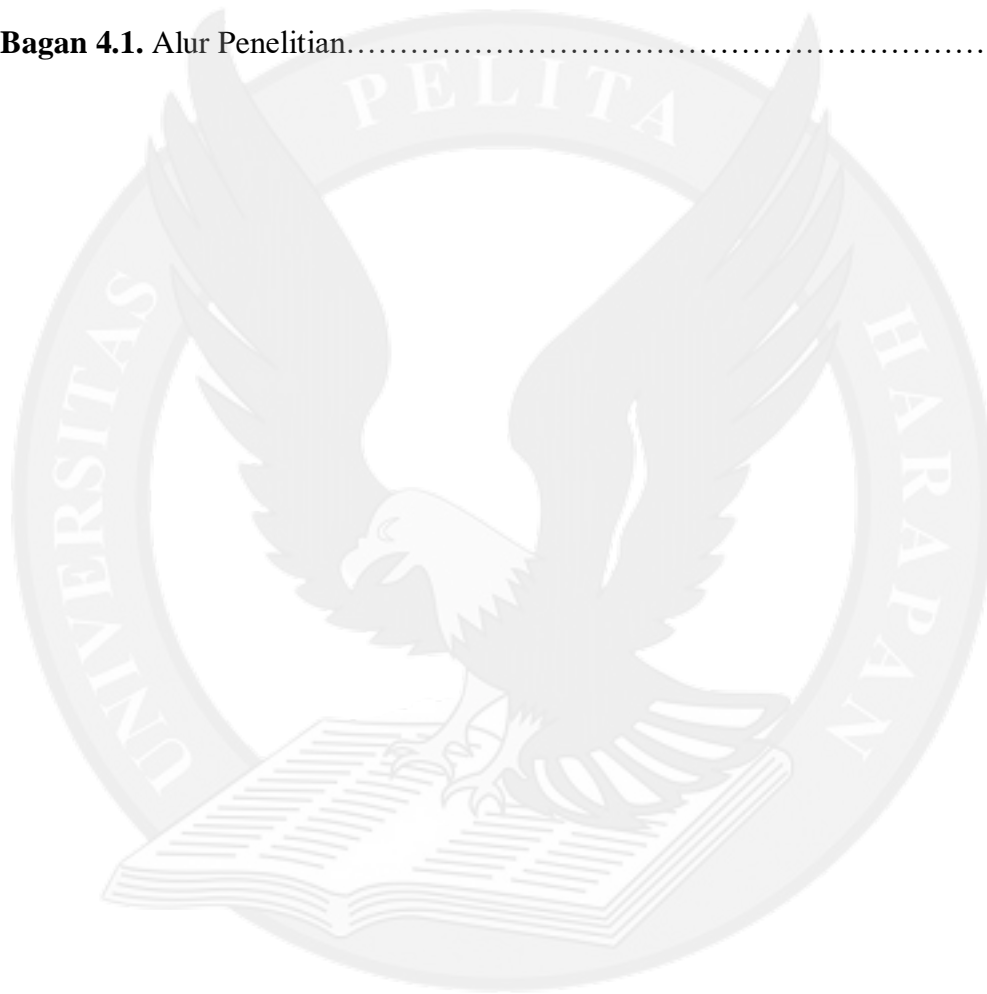 Bagan 4.1. Alur Penelitian……………………………………………………………
UNIVERSITAS PELITA HARAPAN